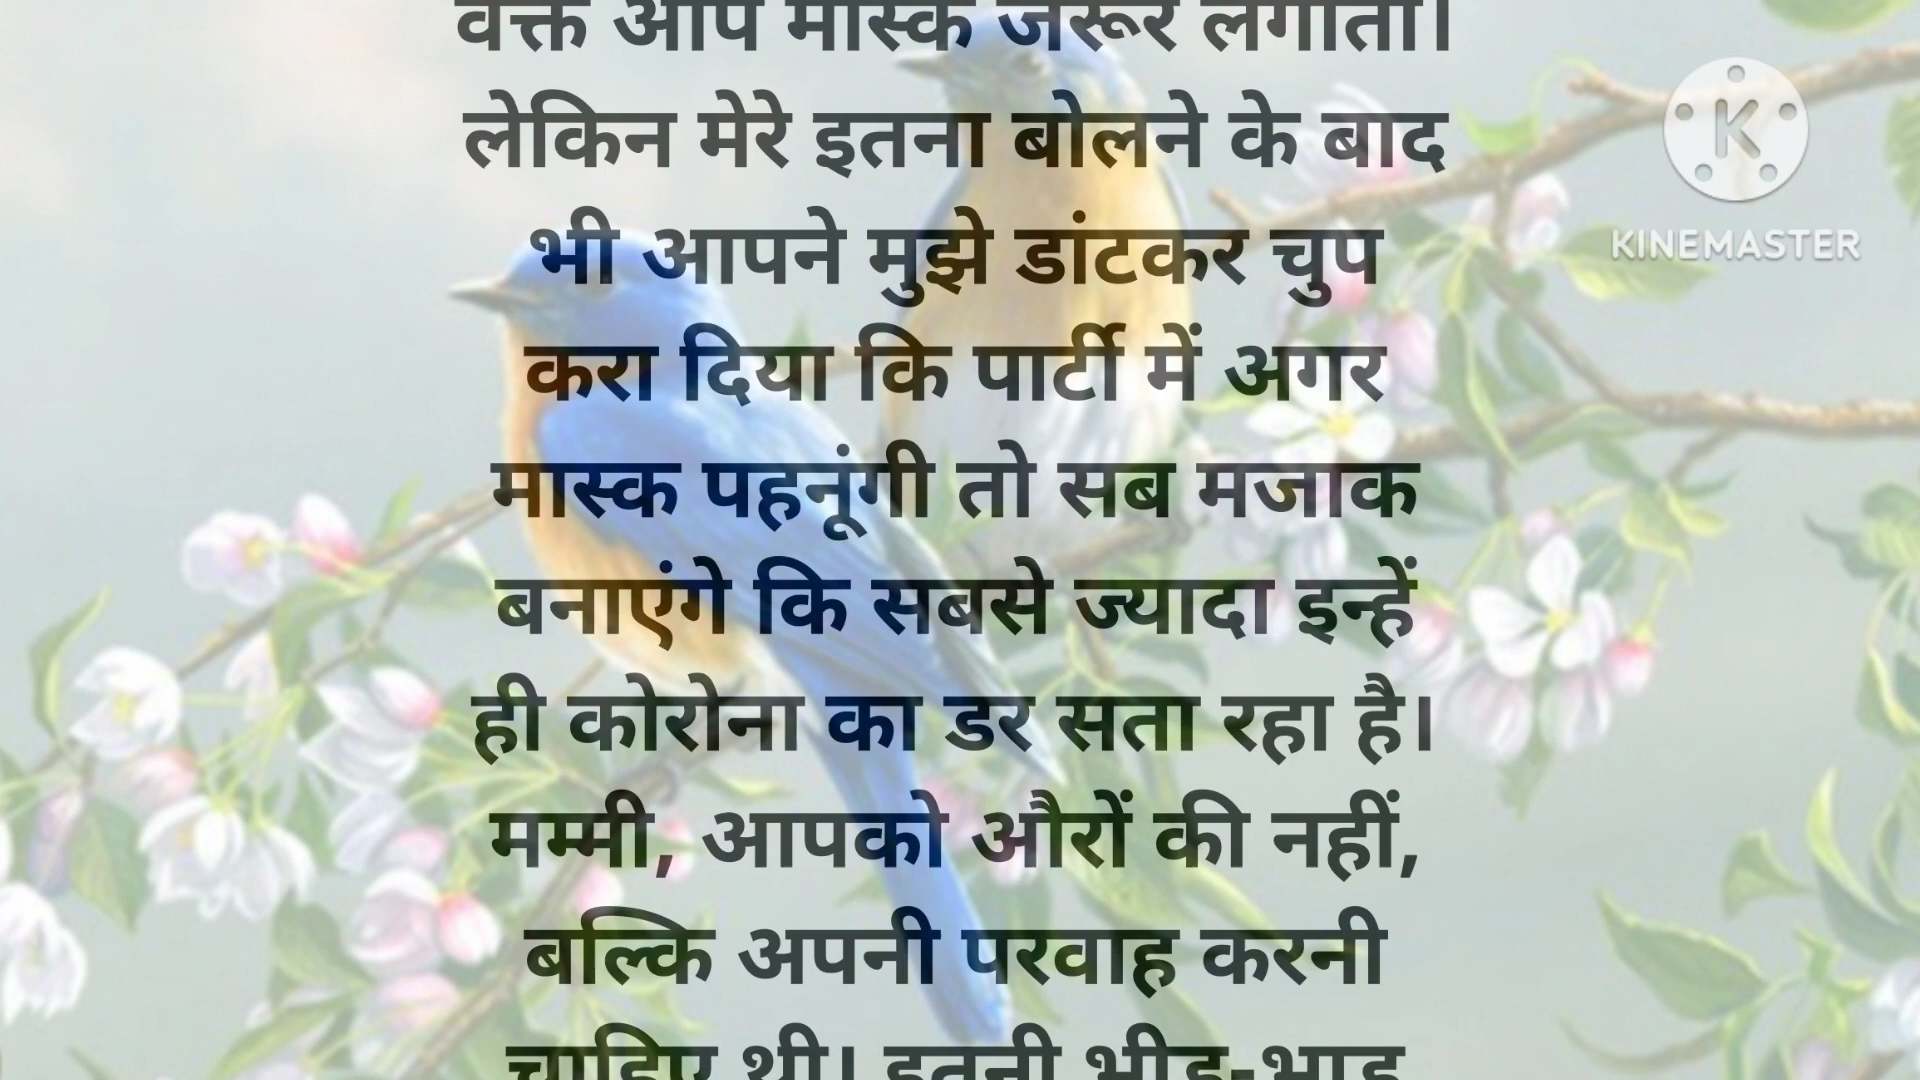 वक्त आप मास्क जरूर लगाती।
लेकिन मेरे इतना बोलने के बाद
भी आपने मुझे डांटकर चुप
करा दिया कि पार्टी में अगर
मास्क पहनूंगी तो सब मजाक
बनाएंगे कि सबसे ज्यादा इन्हें
ही कोरोना का डर सता रहा है।
मम्मी, आपको औरों की नहीं,
बल्कि अपनी परवाह करनी
चाहिए थी। इतनी भीड़-भाड़
K
KINEMASTER